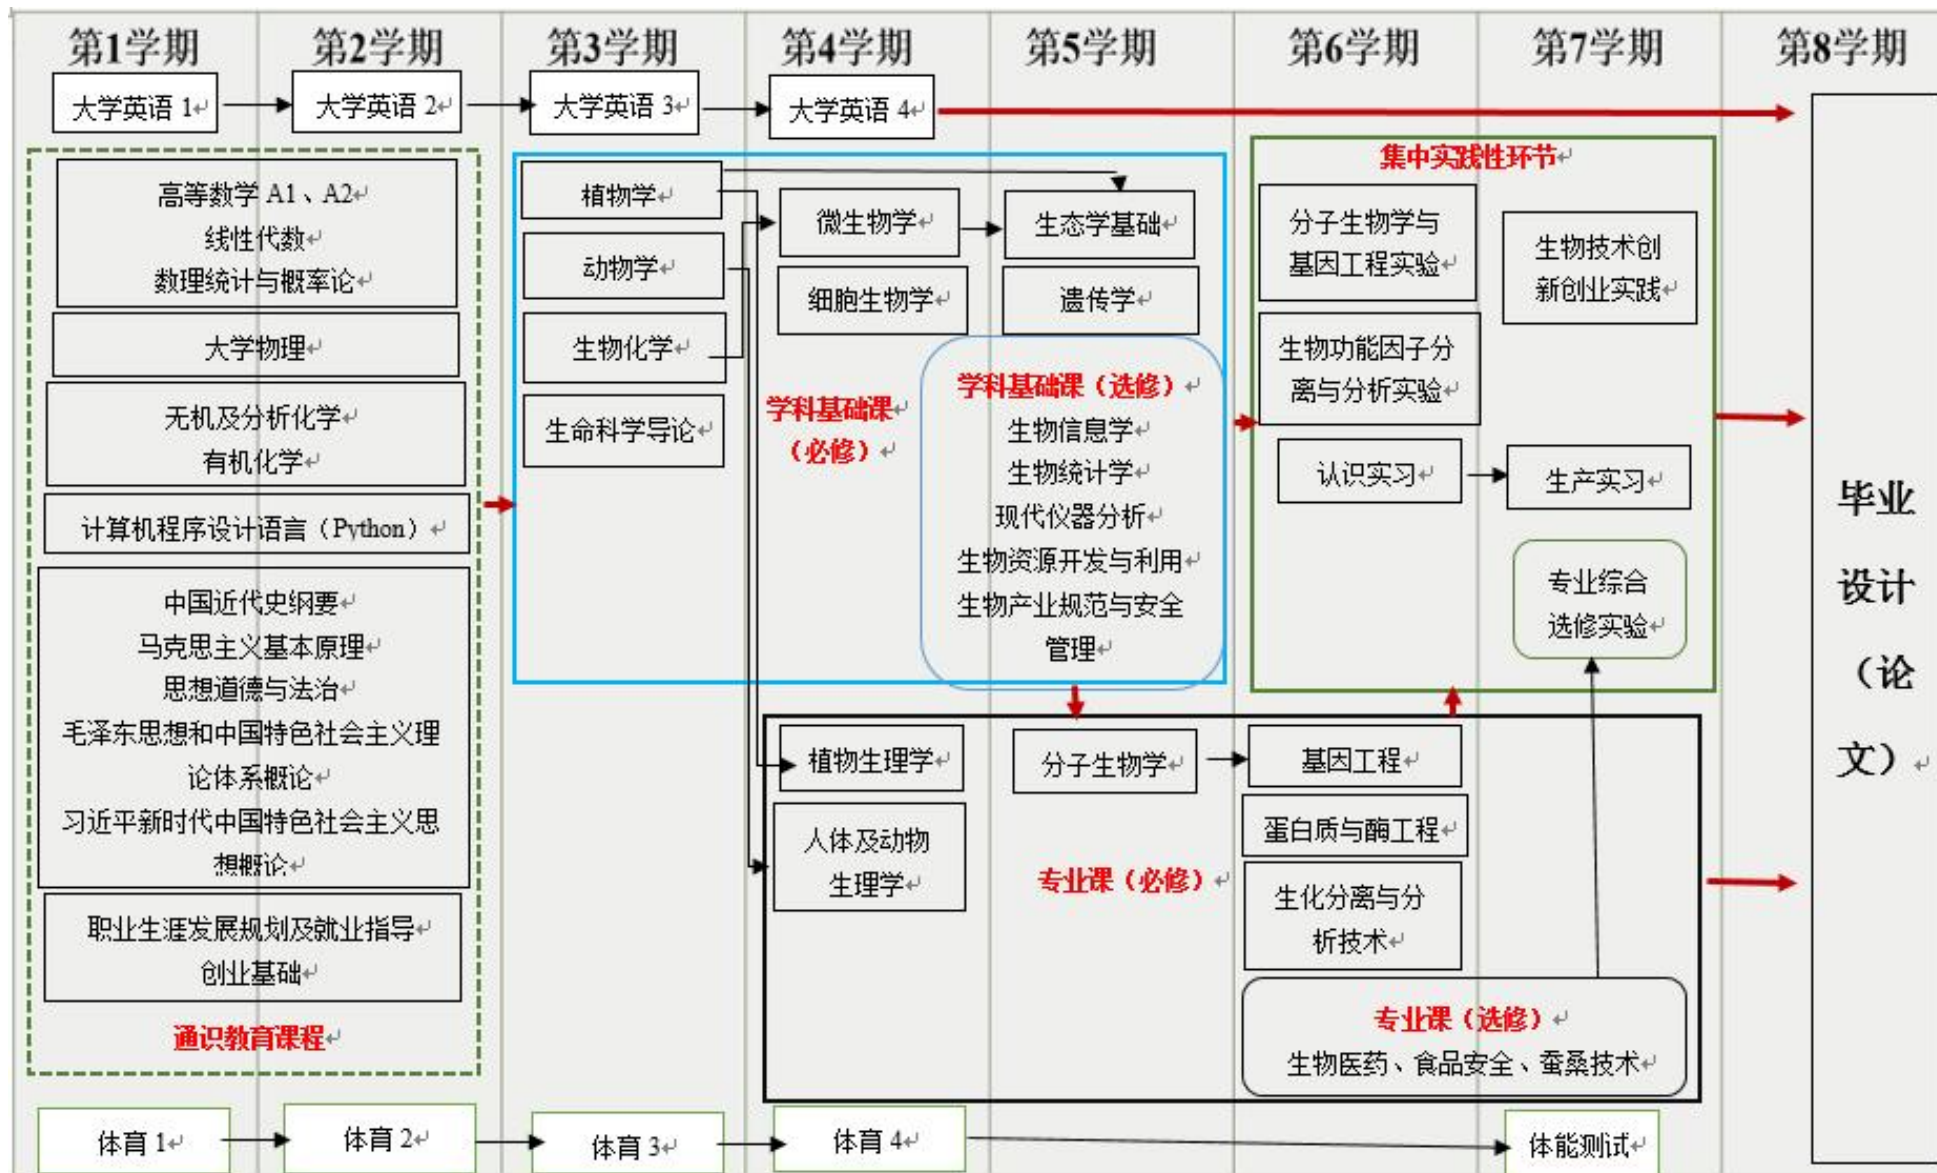 第1学期
第2学期
第3学期
第4学期
第5学期
第6学期
第7学期
第8学期
大学英语 1
大学英语 2
大学英语 3
大学英语 4
高等数学 A1、A2
线性代数
数理统计与概率论
大学物理
无机及分析化学
有机化学
计算机程序设计语言（Python）
中国近代史纲要
马克思主义基本原理
思想道德与法治
毛泽东思想和中国特色社会主义理
论体系概论
习近平新时代中国特色社会主义思
想概论
职业生涯发展规划及就业指导
创业基础
通识教育课程
植物学
动物学
生物化学
生命科学导论
微生物学
细胞生物学
学科基础课
（必修）
生态学基础
遗传学
学科基础课（选修）
生物信息学
生物统计学
现代仪器分析
生物资源开发与利用
生物产业规范与安全
管理
集中实践性环节
分子生物学与
基因工程实验
生物功能因子分
离与分析实验
认识实习
生物技术创
新创业实践
生产实习
专业综合
选修实验
植物生理学
人体及动物
生理学
分子生物学
专业课（必修）
基因工程
蛋白质与酶工程
生化分离与分
析技术
专业课（选修）
生物医药、食品安全、蚕桑技术
毕业
设计
（论
文）
体育 1
体育 2
体育 3
体育 4
体能测试